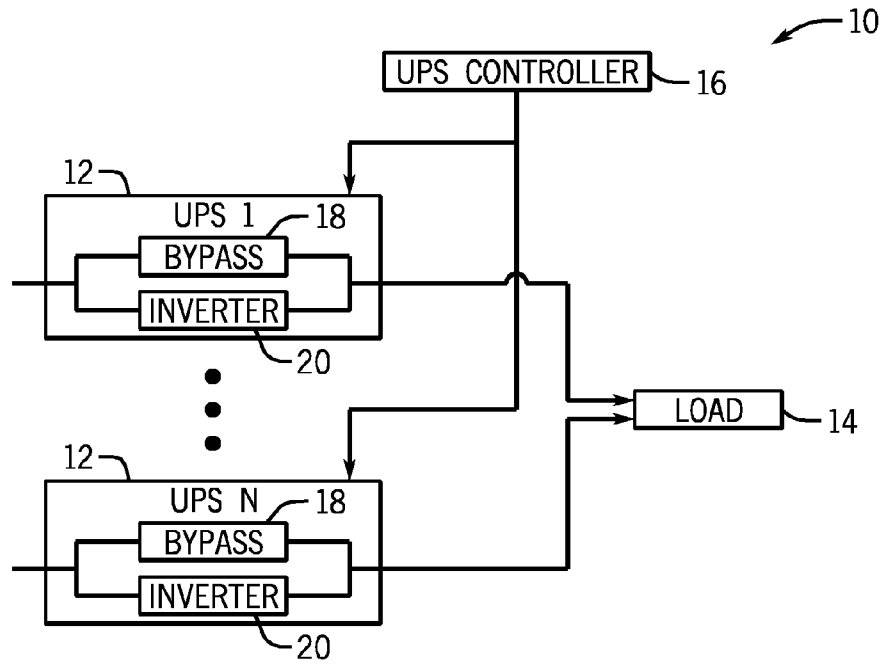 10
UPS CONTROLLER
16
12
UPS 1
18
BYPASS
INVERTER
20
LOAD
14
12
UPS N
18
BYPASS
INVERTER
20